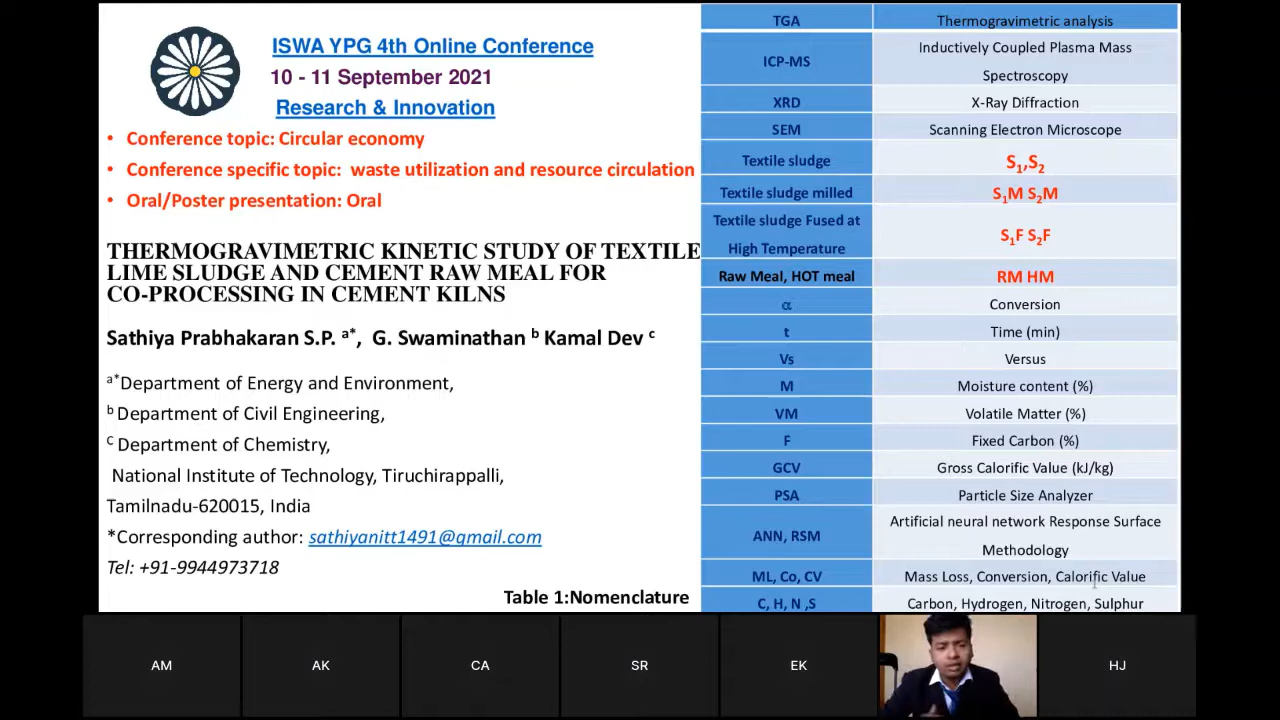 ISWA YPG 4th Online Conference
10 - 11 September 2021
Research & Innovation
• Conference topic: Circular economy
• Conference specific topic: waste utilization and resource circulation
• Oral/Poster presentation: Oral
THERMOGRAVIMETRIC KINETIC STUDY OF TEXTILE
LIME SLUDGE AND CEMENT RAW MEAL FOR
CO-PROCESSING IN CEMENT KILNS
Sathiya Prabhakaran S.P. a*, G. Swaminathan b Kamal Dev c
a*Department of Energy and Environment,
b Department of Civil Engineering,
C Department of Chemistry,
National Institute of Technology, Tiruchirappalli,
Tamilnadu-620015, India
*Corresponding author: sathiyanitt1491@gmail.com
Tel: +91-9944973718
Table 1:Nomenclature
TGA Thermogravimetric analysis
ICP-MS Inductively Coupled Plasma Mass
Spectroscopy
XRD X-Ray Diffraction
SEM Scanning Electron Microscope
Textile sludge S1,S2
Textile sludge milled S1M S2M
Textile sludge Fused at
High Temperature S1F S2F
Raw Meal, HOT meal RM HM
α Conversion
t Time (min)
Vs Versus
M Moisture content (%)
VM Volatile Matter (%)
F Fixed Carbon (%)
GCV Gross Calorific Value (kJ/kg)
PSA Particle Size Analyzer
ANN, RSM Artificial neural network Response Surface
Methodology
ML, Co, CV Mass Loss, Conversion, Calorific Value
C, H, N ,S Carbon, Hydrogen, Nitrogen, Sulphur
AM
AK
CA
SR
EK
HJ